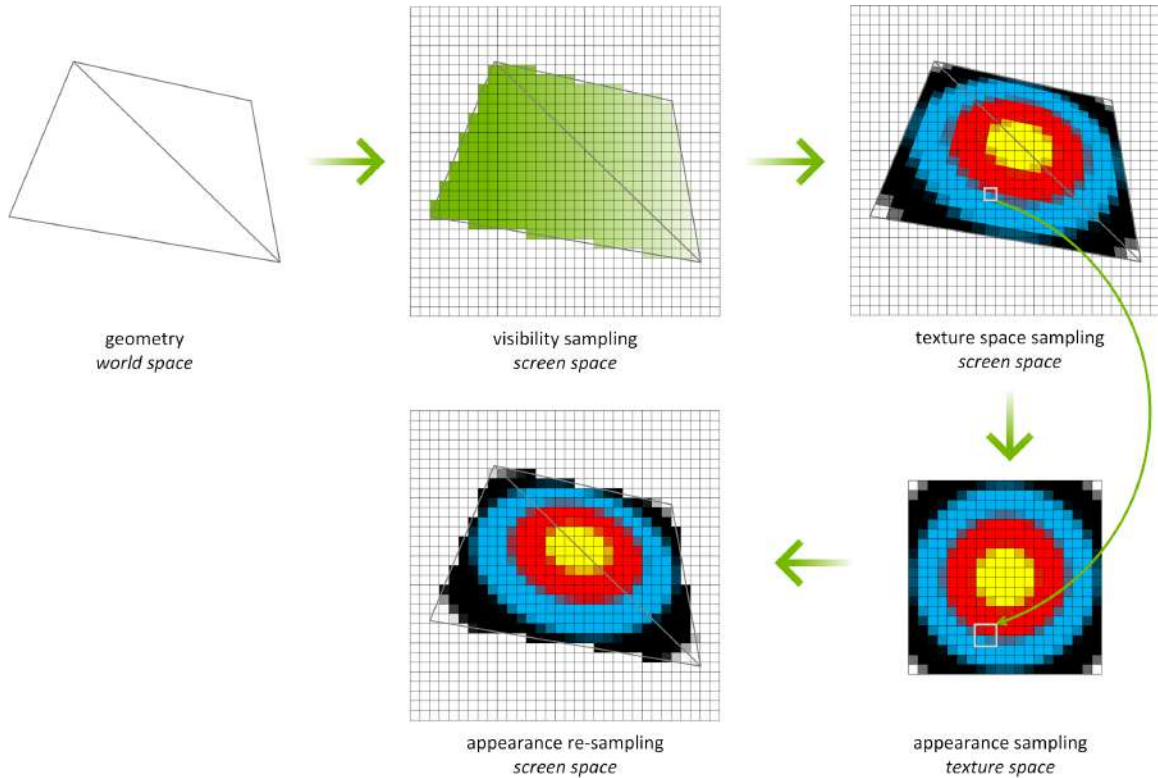 geometry
world space
visibility sampling
screen space
texture space sampling
screen space
appearance re-sampling
screen space
appearance sampling
texture space